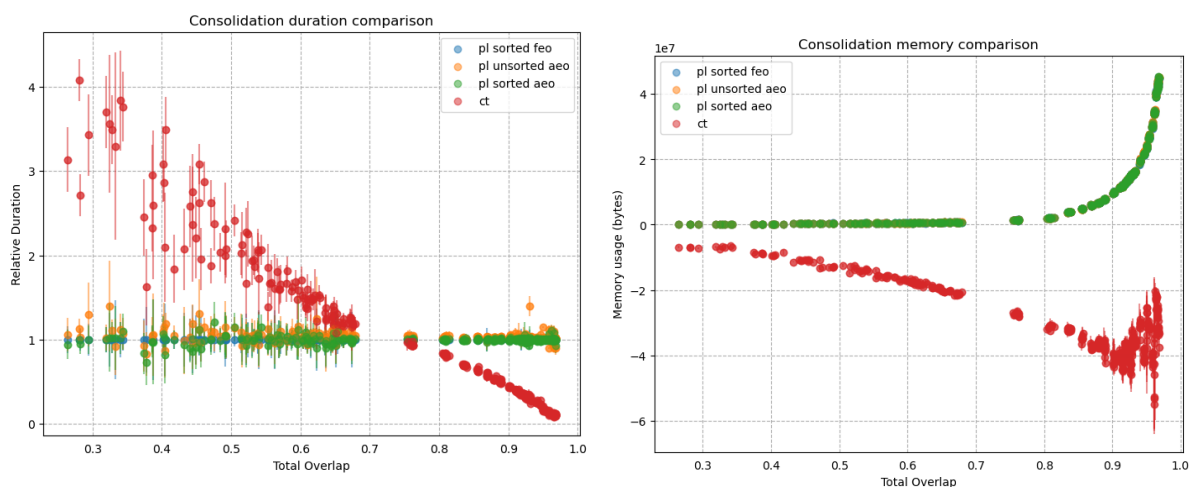 Consolidation duration comparison
pl sorted feo
pl unsorted aeo
pl sorted aeo
ct
Relative Duration
4
3
2
1
0
0.3 0.4 0.5 0.6 0.7 0.8 0.9 1.0
Total Overlap
Consolidation memory comparison
1e7
pl sorted feo
pl unsorted aeo
pl sorted aeo
ct
Memory usage (bytes)
4
2
0
−2
−4
−6
0.3 0.4 0.5 0.6 0.7 0.8 0.9 1.0
Total Overlap